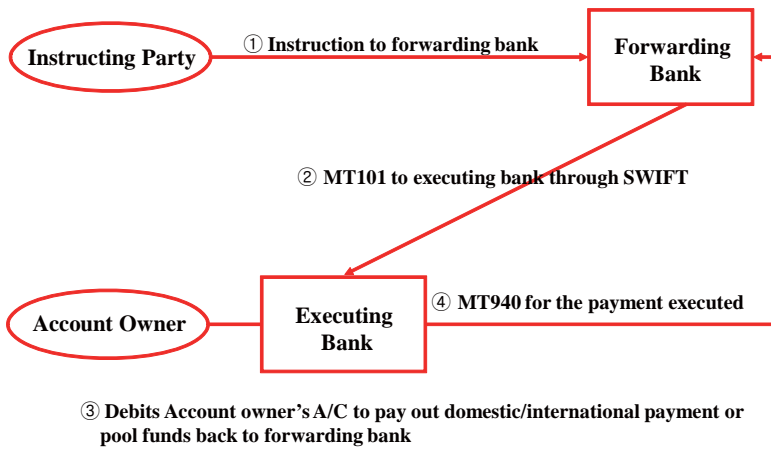 Instructing Party
① Instruction to forwarding bank
Forwarding
Bank
② MT101 to executing bank through SWIFT
Account Owner
Executing
Bank
④ MT940 for the payment executed
③ Debits Account owner’s A/C to pay out domestic/international payment or
pool funds back to forwarding bank